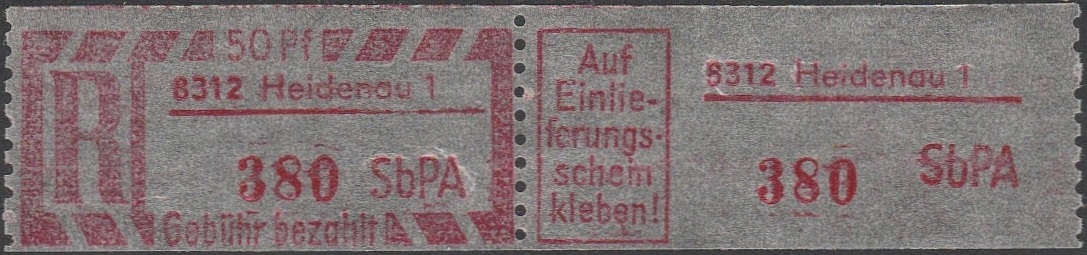 50 Pf
R
8312 Heidenau 1
380 SbPA
Gebühr bezahlt
Auf
Einlie-
ferungs-
schein
kleben!
8312 Heidenau 1
380 SbPA